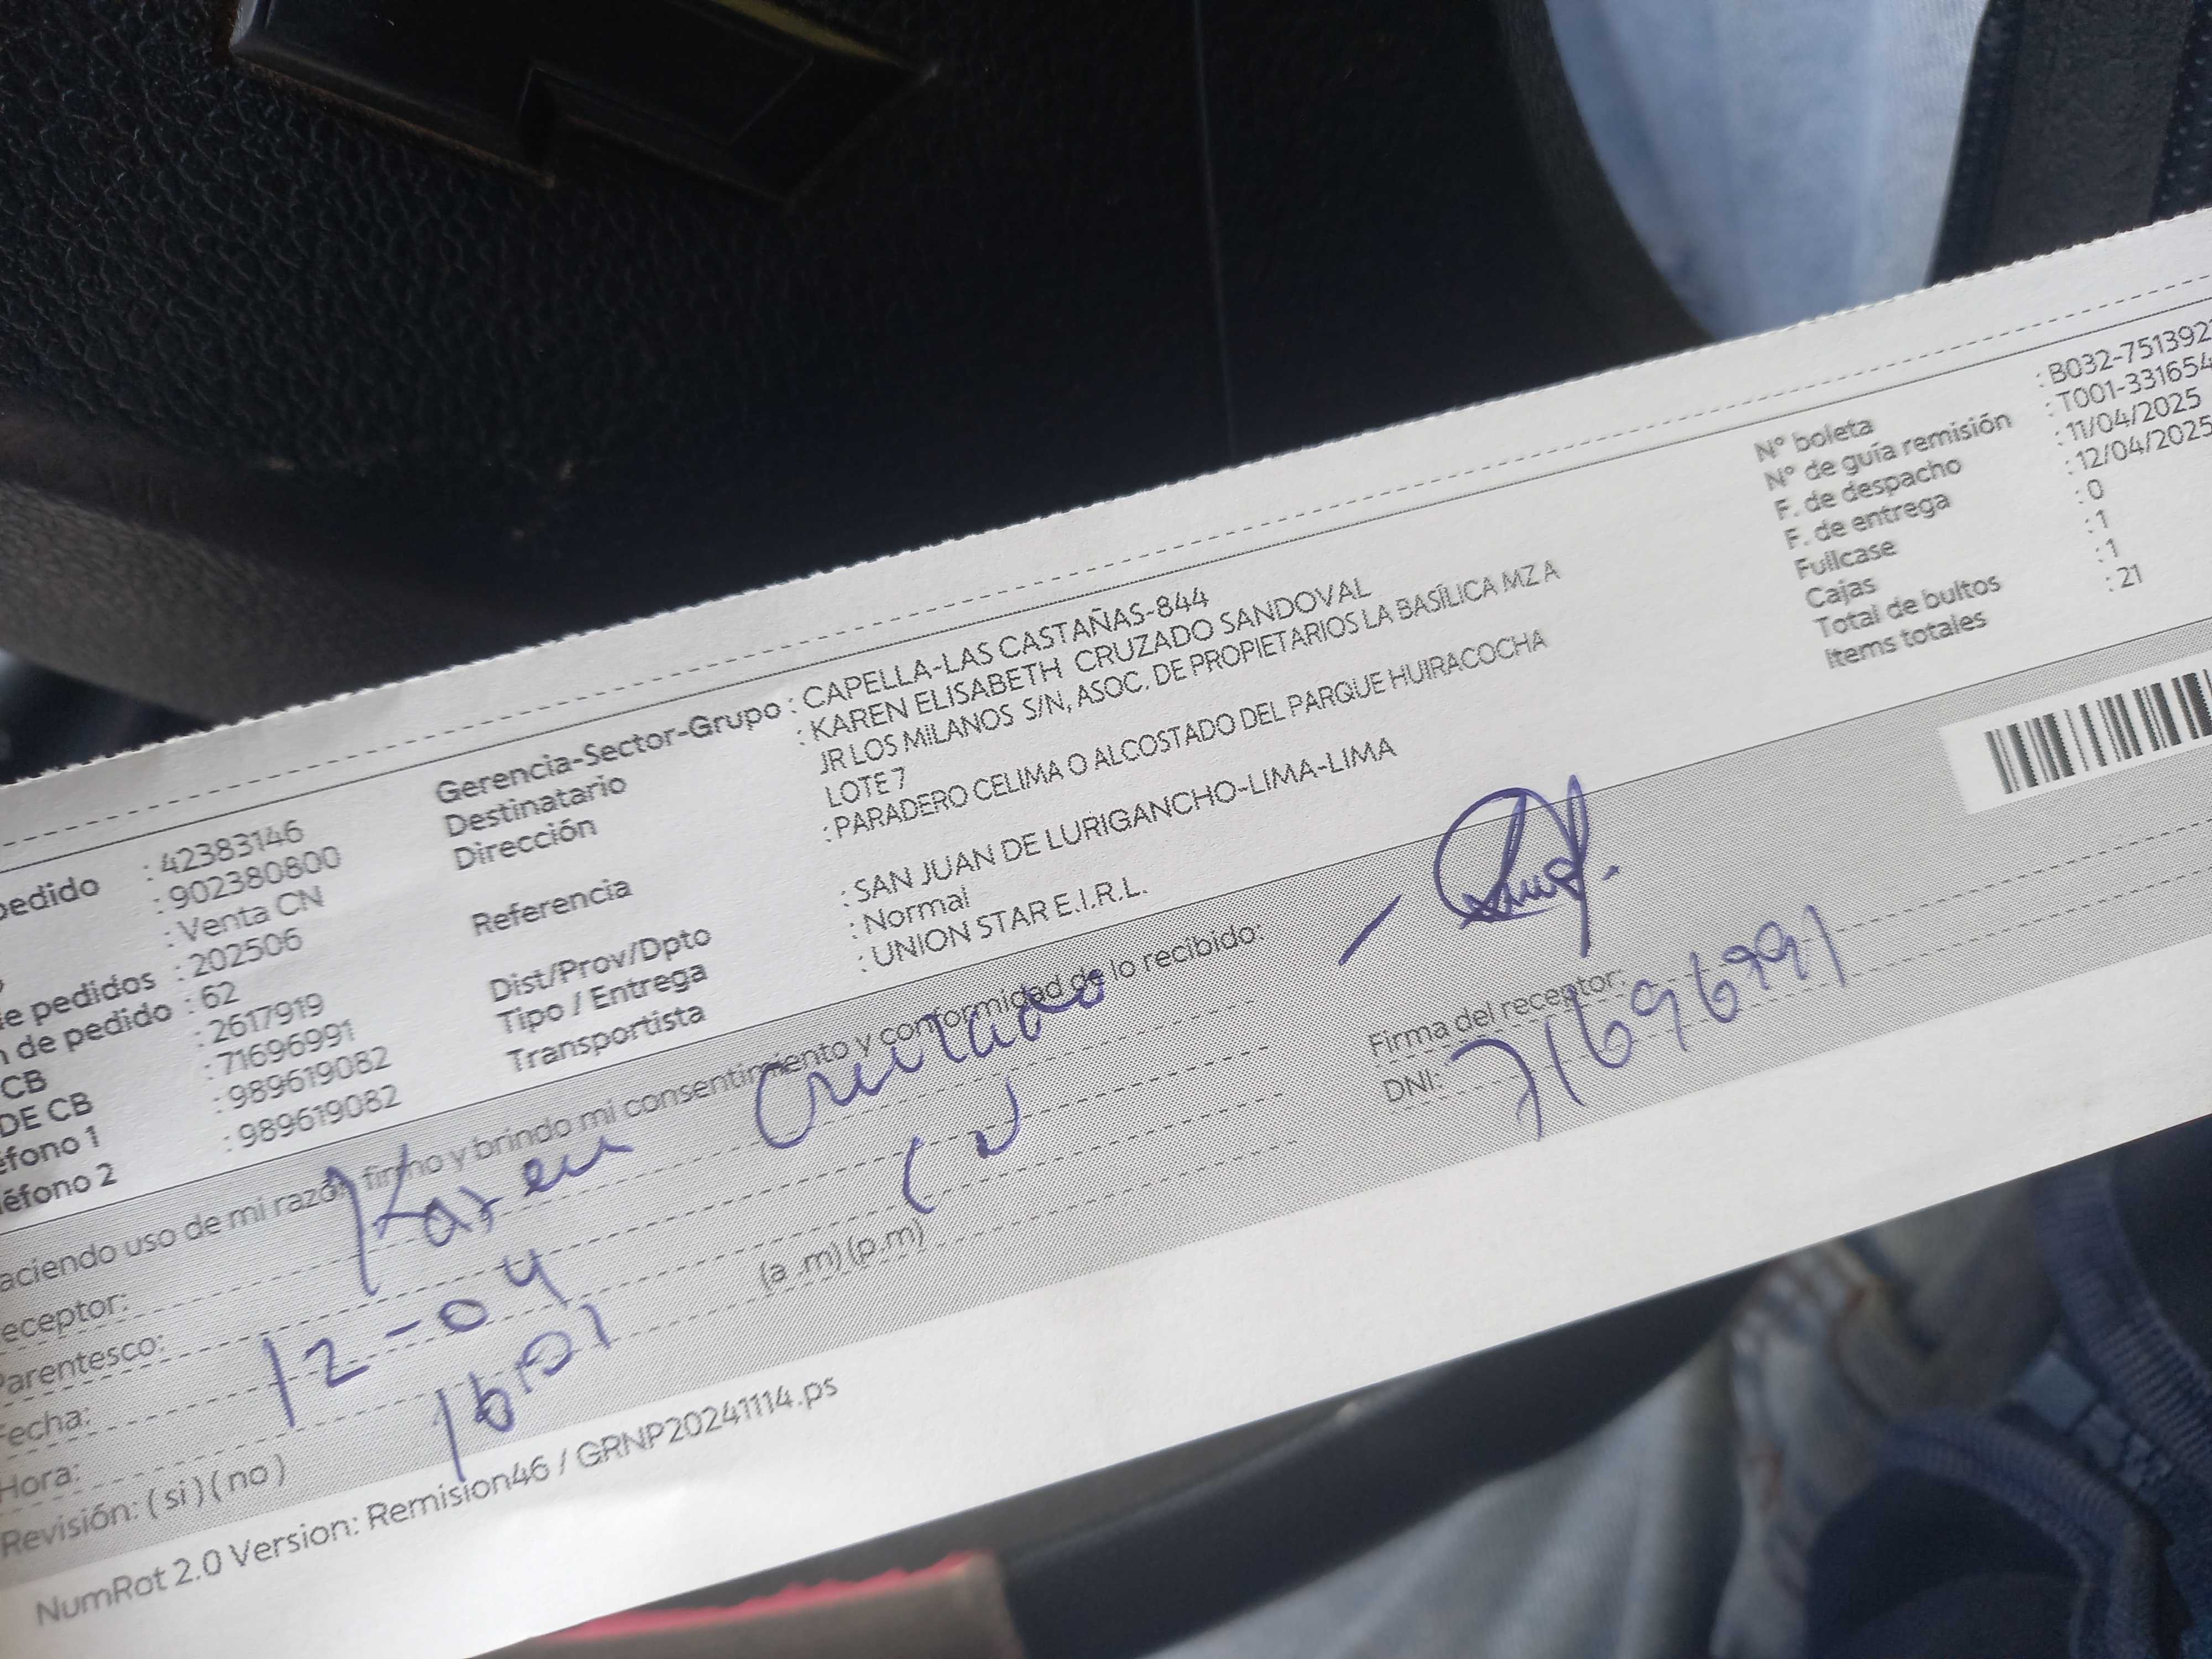 Gerencia-Sector-Grupo : CAPELLA-LAS CASTAÑAS-844
Destinatario : KAREN ELISABETH CRUZADO SANDOVAL
Dirección JR LOS MILANOS S/N, ASOC. DE PROPIETARIOS LA BASÍLICA MZ A
LOTE 7
Referencia : PARADERO CELIMA O ALCOSTADO DEL PARQUE HUIRACOCHA
Dist/Prov/Dpto : SAN JUAN DE LURIGANCHO-LIMA-LIMA
Tipo / Entrega : Normal
Transportista : UNION STAR E.I.R.L.
pedido : 42383146
: 902380800
: Venta CN
de pedidos : 202506
n de pedido : 62
CB : 2617919
DE CB : 71696991
éfono 1 : 989619082
léfono 2 : 989619082
N° boleta : B032-751392
N° de guía remisión : T001-331654
F. de despacho : 11/04/2025
F. de entrega : 12/04/2025
Fullcase : 0
Cajas : 1
Total de bultos : 1
Items totales : 21
aciendo uso de mi razón firmo y brindo mi consentimiento y conformidad de lo recibido:
eceptor: Karen Cruzado
Parentesco:
Fecha: 12-04
Hora: (a .m) (p.m)
Revisión: ( si ) ( no )
Firma del receptor:
DNI: 71696991
NumRot 2.0 Version: Remision46 / GRNP20241114.ps